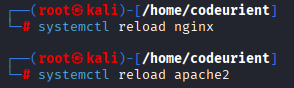 ┌──(root㉿kali)-[/home/codeurient]
└─# systemctl reload nginx
┌──(root㉿kali)-[/home/codeurient]
└─# systemctl reload apache2